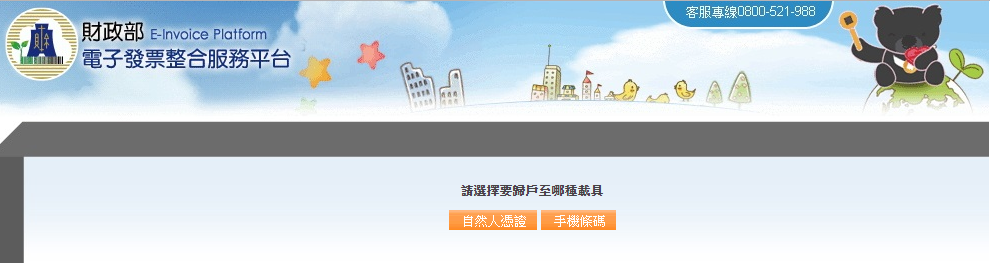 客服專線0800-521-988
財政部 E-Invoice Platform
電子發票整合服務平台
請選擇要歸戶至哪種載具
自然人憑證 手機條碼